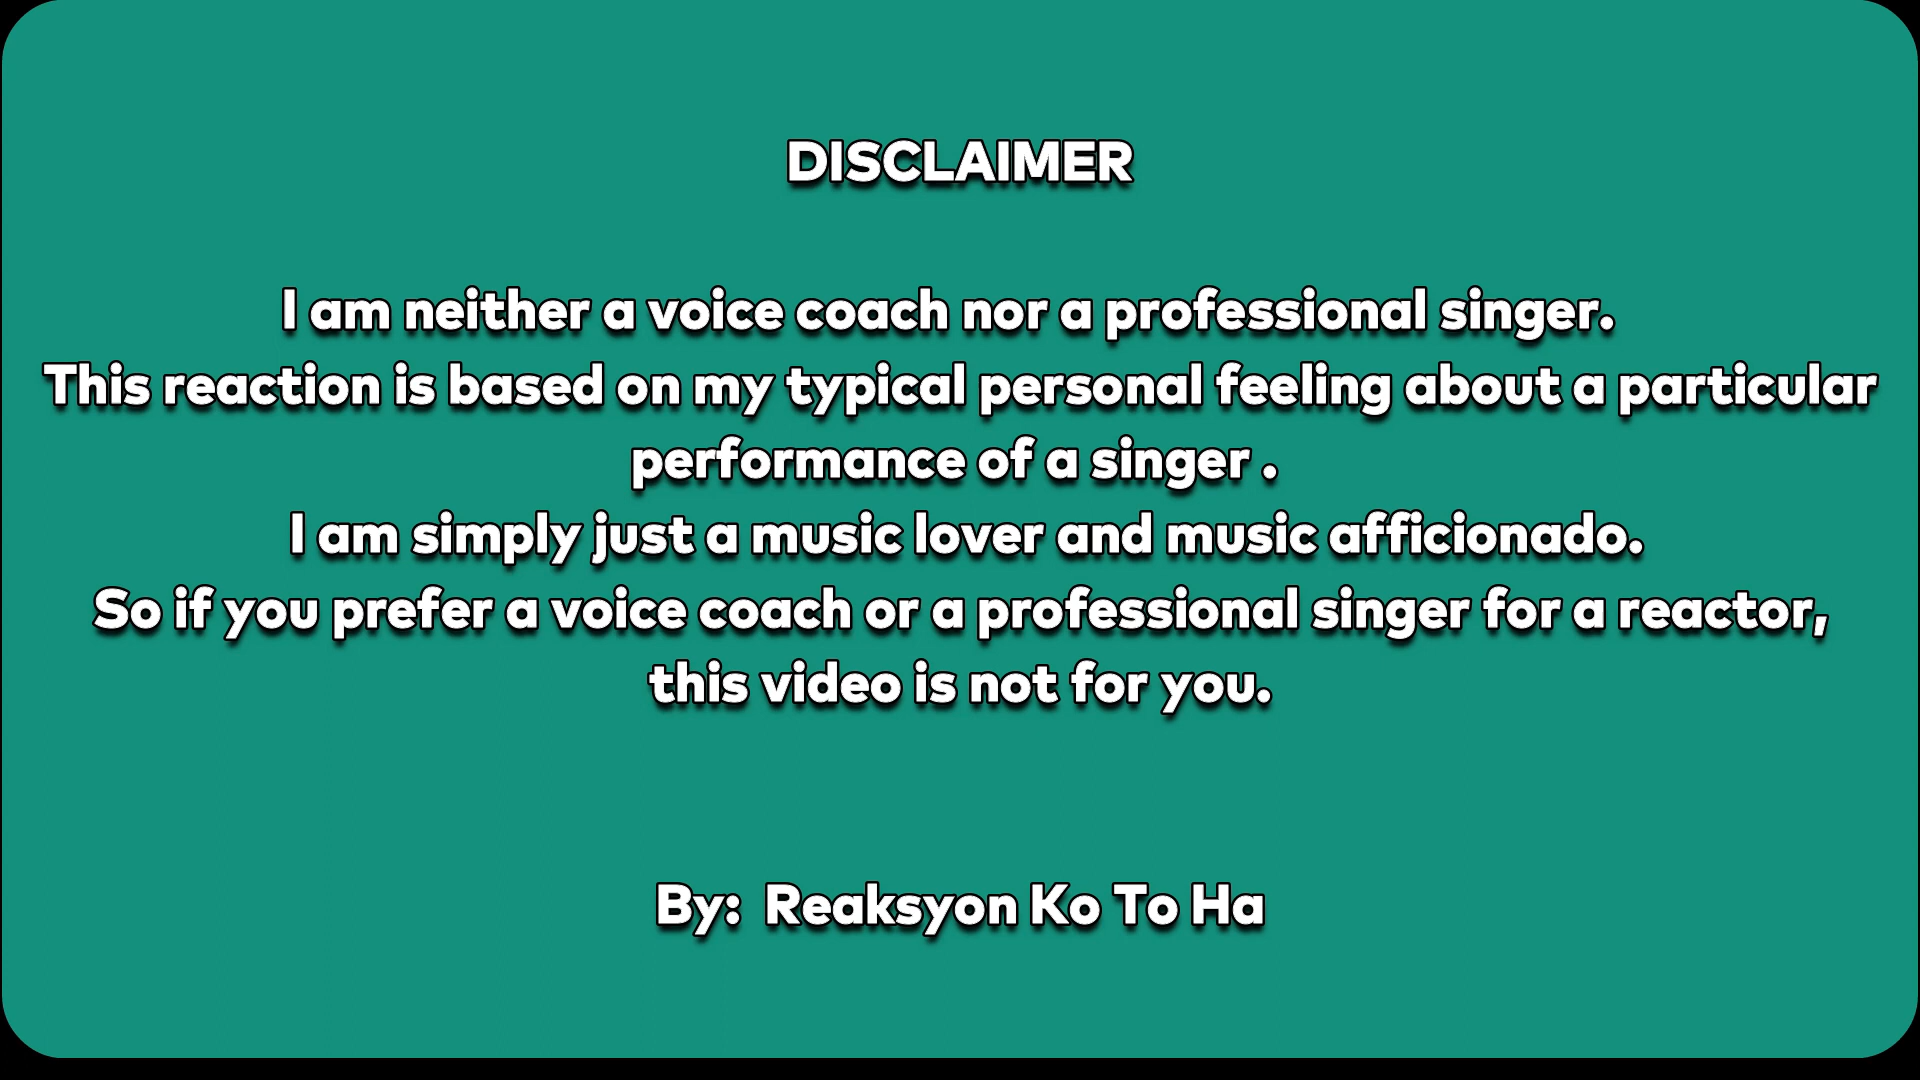 DISCLAIMER
I am neither a voice coach nor a professional singer.
This reaction is based on my typical personal feeling about a particular
performance of a singer .
I am simply just a music lover and music afficionado.
So if you prefer a voice coach or a professional singer for a reactor,
this video is not for you.
By: Reaksyon Ko To Ha